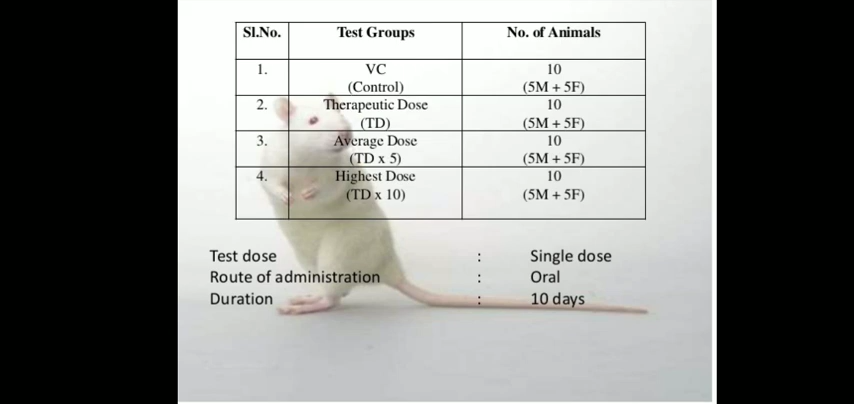 Sl.No. Test Groups No. of Animals
1. VC 10
(Control) (5M + 5F)
2. Therapeutic Dose 10
(TD) (5M + 5F)
3. Average Dose 10
(TD x 5) (5M + 5F)
4. Highest Dose 10
(TD x 10) (5M + 5F)
Test dose : Single dose
Route of administration : Oral
Duration : 10 days